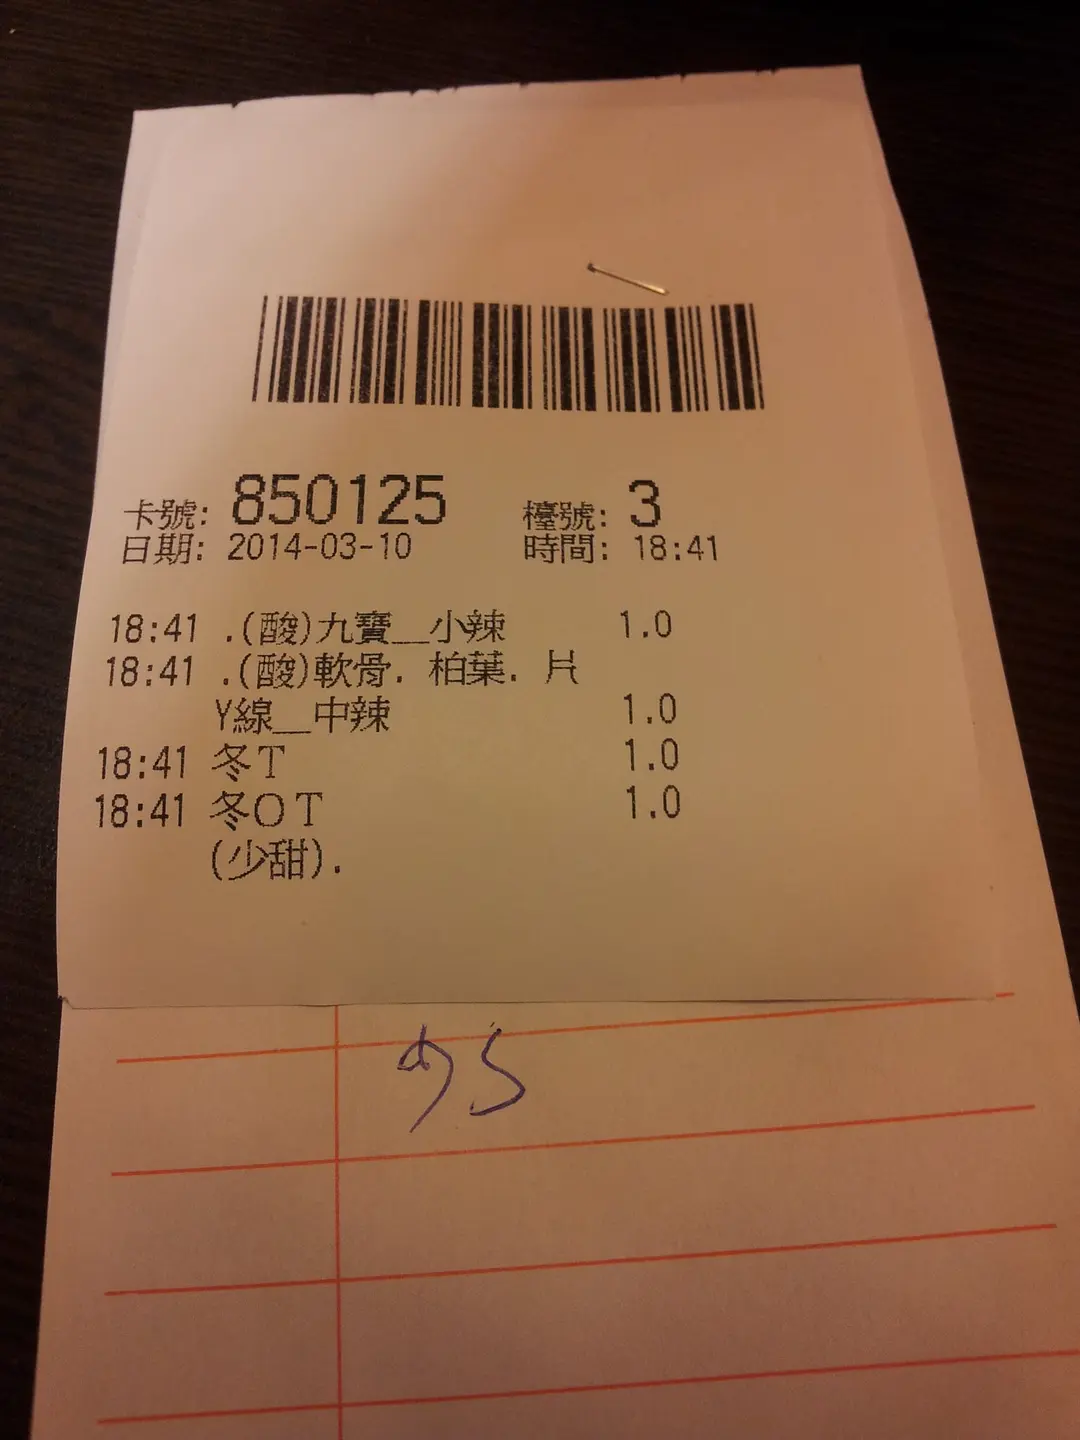 卡號: 850125 檯號: 3
日期: 2014-03-10 時間: 18:41
18:41 .(酸)九寶__小辣 1.0
18:41 .(酸)軟骨. 柏葉. 片
Y線__中辣 1.0
18:41 冬T 1.0
18:41 冬OT 1.0
(少甜).